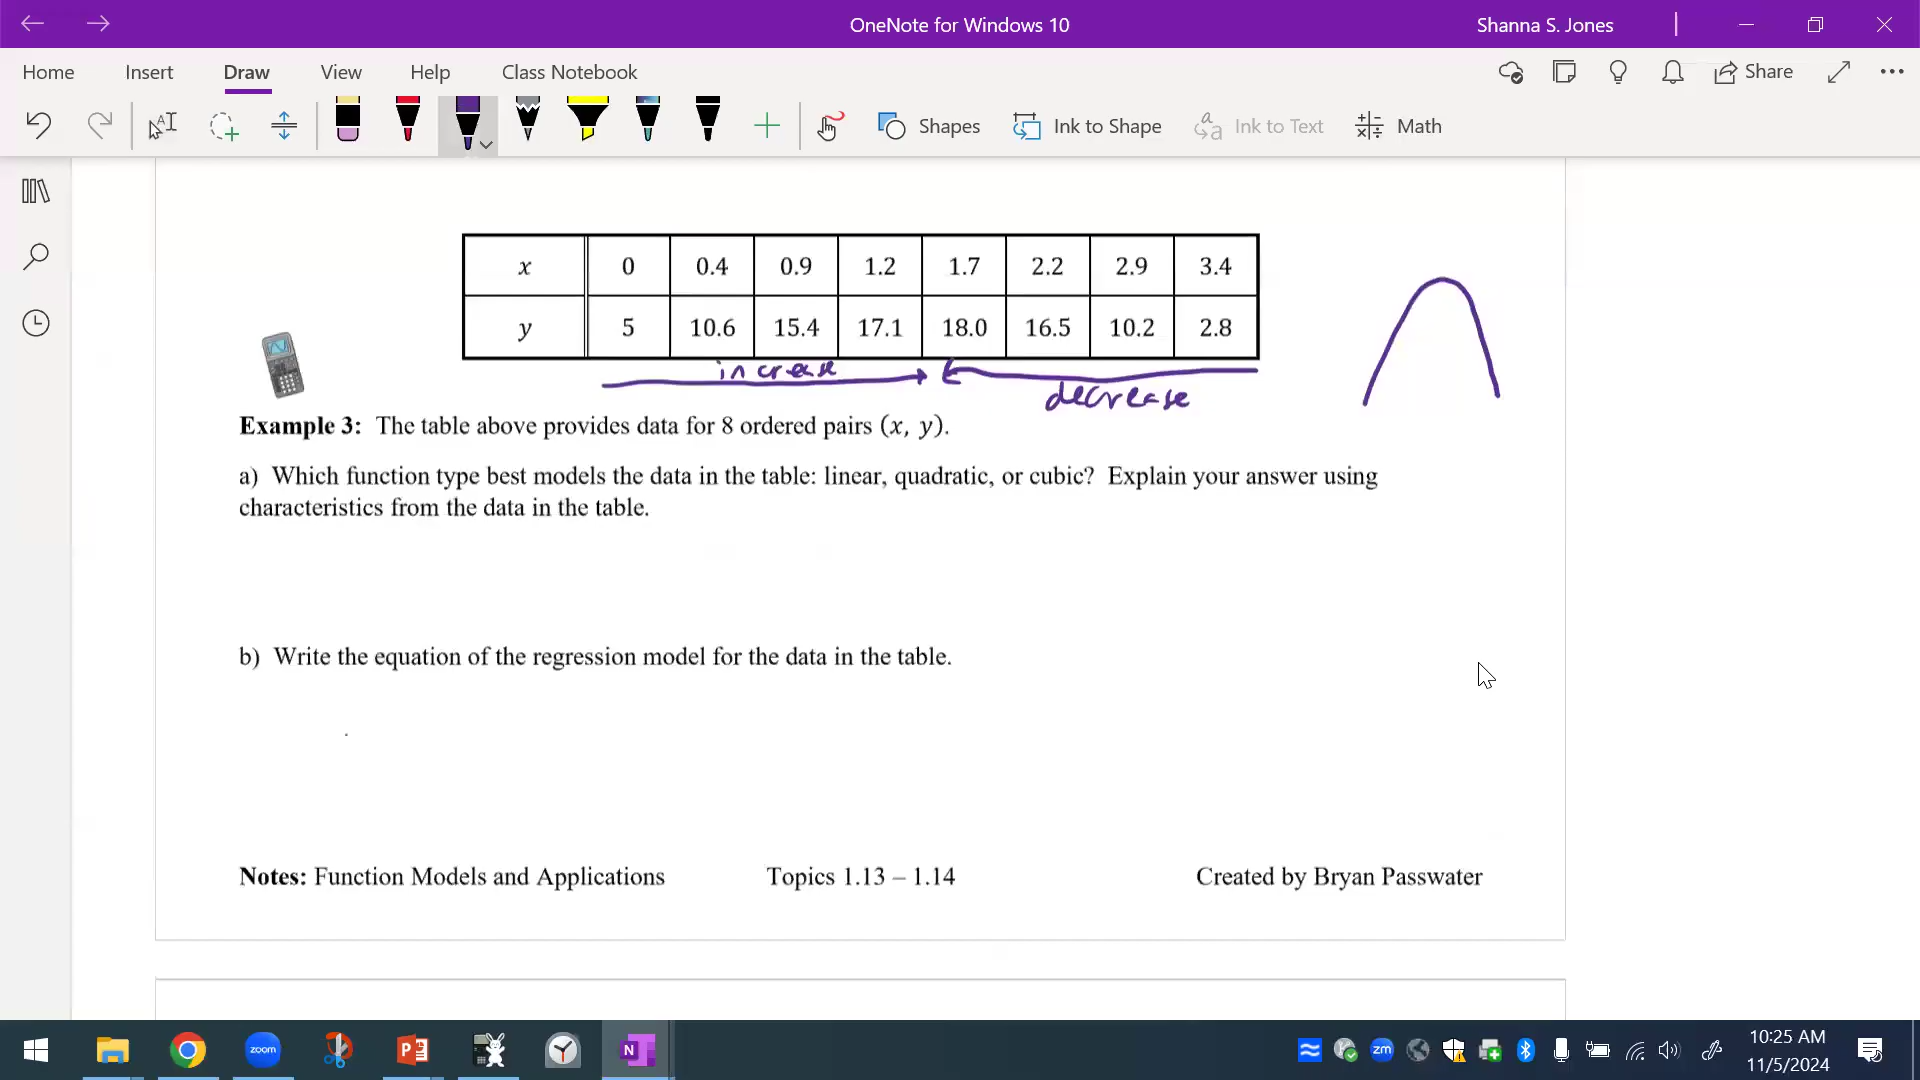 OneNote for Windows 10
Shanna S. Jones
Home Insert Draw View Help Class Notebook
Share
Shapes Ink to Shape Ink to Text Math
x 0 0.4 0.9 1.2 1.7 2.2 2.9 3.4
y 5 10.6 15.4 17.1 18.0 16.5 10.2 2.8
increase
decrease
Example 3: The table above provides data for 8 ordered pairs (x, y).
a) Which function type best models the data in the table: linear, quadratic, or cubic? Explain your answer using
characteristics from the data in the table.
b) Write the equation of the regression model for the data in the table.
Notes: Function Models and Applications Topics 1.13 – 1.14 Created by Bryan Passwater
zoom
zm
10:25 AM
11/5/2024